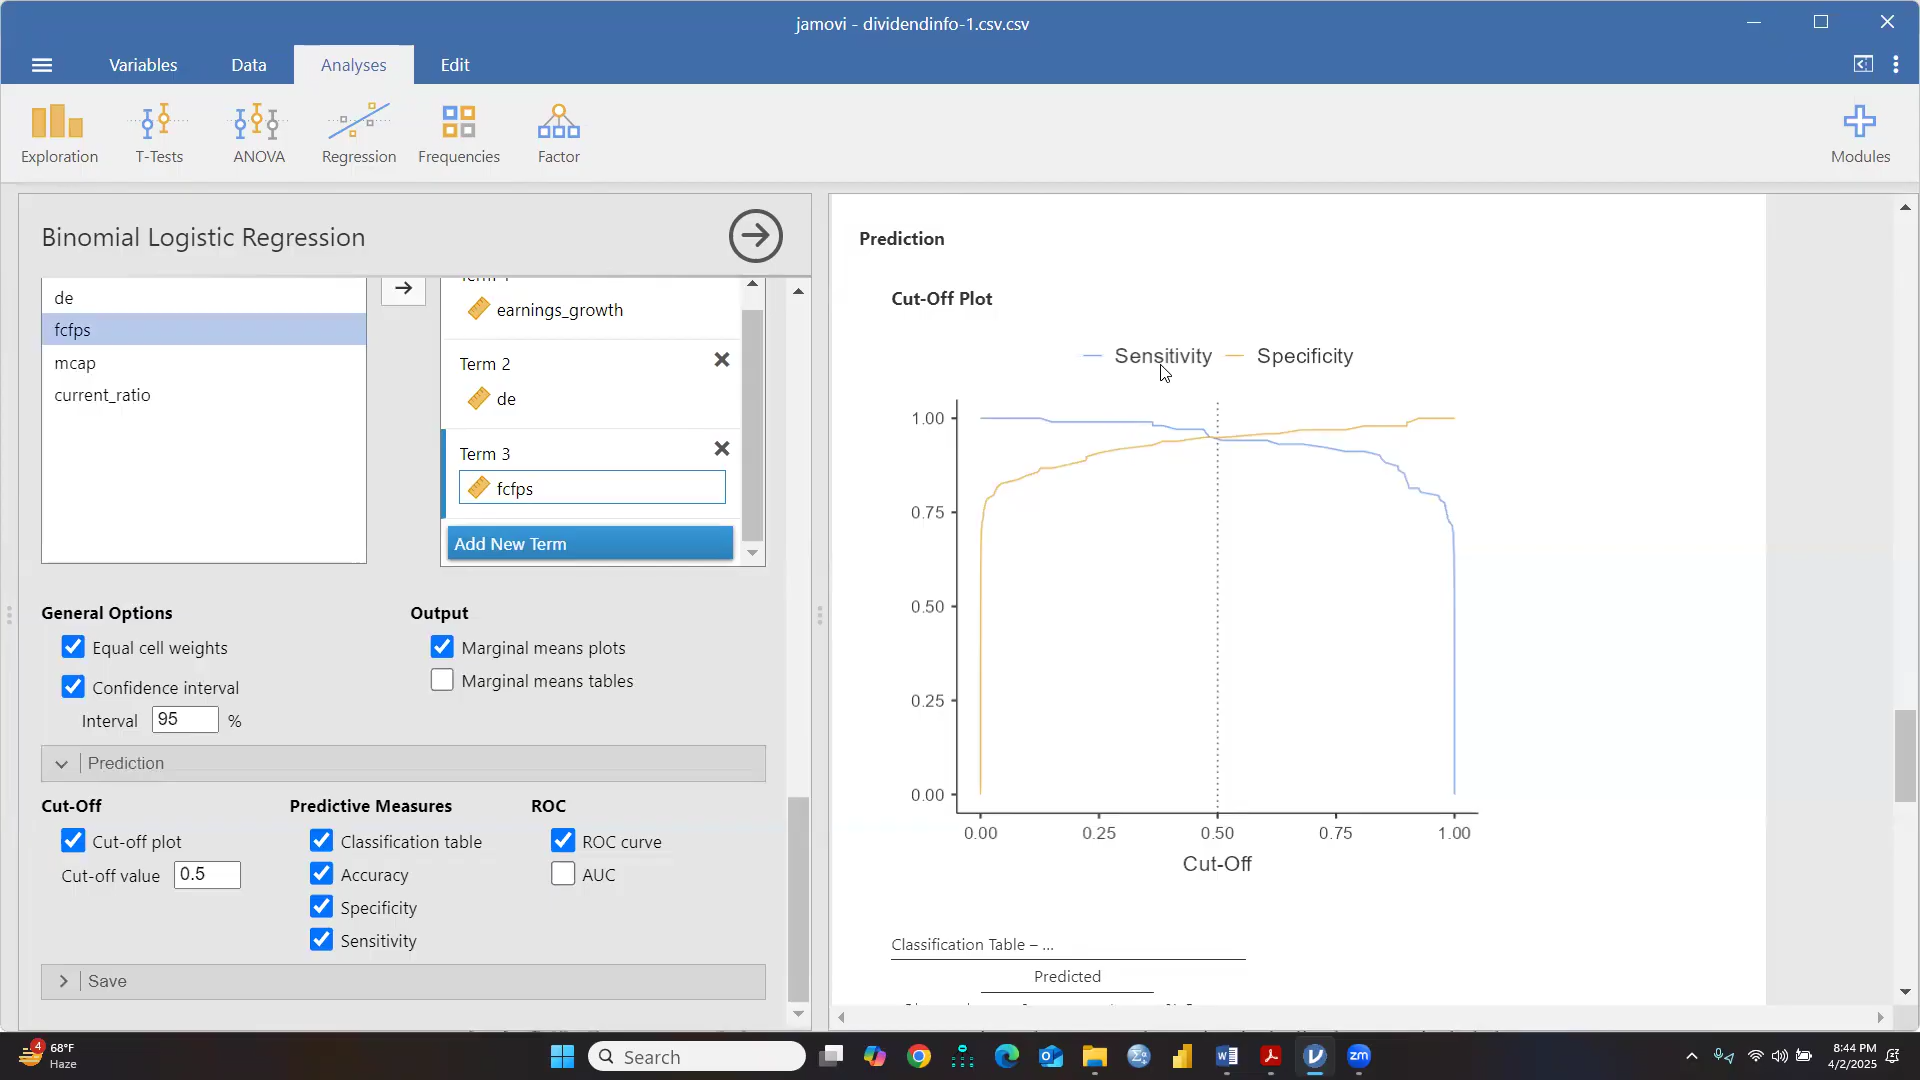 jamovi - dividendinfo-1.csv.csv
Variables Data Analyses Edit
Exploration T-Tests ANOVA Regression Frequencies Factor Modules
Binomial Logistic Regression
de
fcfps
mcap
current_ratio
earnings_growth
Term 2
de
Term 3
fcfps
Add New Term
General Options
Equal cell weights
Confidence interval
Interval 95 %
Output
Marginal means plots
Marginal means tables
Prediction
Cut-Off
Cut-off plot
Cut-off value 0.5
Predictive Measures
Classification table
Accuracy
Specificity
Sensitivity
ROC
ROC curve
AUC
Save
Prediction
Cut-Off Plot
Sensitivity Specificity
1.00
0.75
0.50
0.25
0.00
0.00 0.25 0.50 0.75 1.00
Cut-Off
Classification Table – ...
Predicted
4
68°F
Haze
Search
zm
8:44 PM
4/2/2025